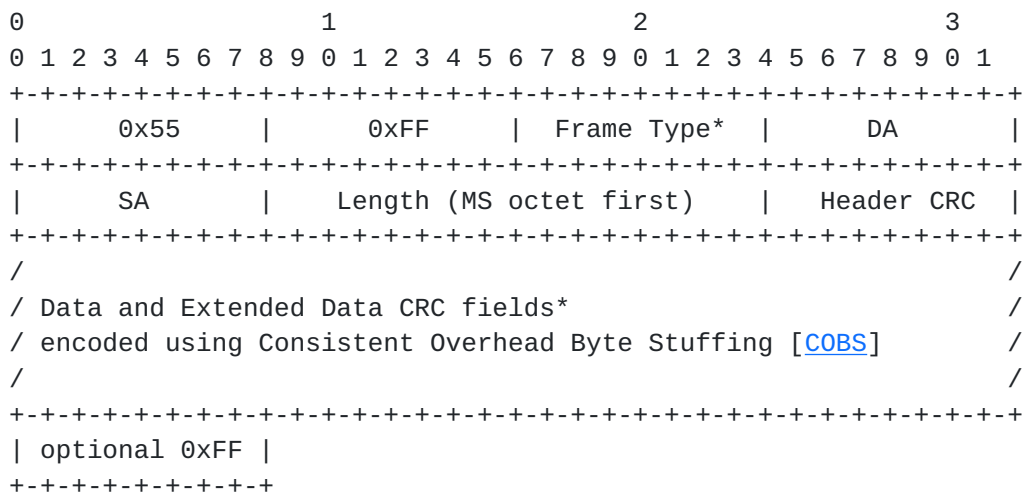 0                   1                   2                   3
0 1 2 3 4 5 6 7 8 9 0 1 2 3 4 5 6 7 8 9 0 1 2 3 4 5 6 7 8 9 0 1
+-+-+-+-+-+-+-+-+-+-+-+-+-+-+-+-+-+-+-+-+-+-+-+-+-+-+-+-+-+-+-+-+
|      0x55     |      0xFF     |  Frame Type*  |      DA       |
+-+-+-+-+-+-+-+-+-+-+-+-+-+-+-+-+-+-+-+-+-+-+-+-+-+-+-+-+-+-+-+-+
|      SA       |    Length (MS octet first)    |   Header CRC  |
+-+-+-+-+-+-+-+-+-+-+-+-+-+-+-+-+-+-+-+-+-+-+-+-+-+-+-+-+-+-+-+-+
/                                                               /
/ Data and Extended Data CRC fields*                            /
/ encoded using Consistent Overhead Byte Stuffing [COBS]        /
/                                                               /
+-+-+-+-+-+-+-+-+-+-+-+-+-+-+-+-+-+-+-+-+-+-+-+-+-+-+-+-+-+-+-+-+
| optional 0xFF |
+-+-+-+-+-+-+-+-+